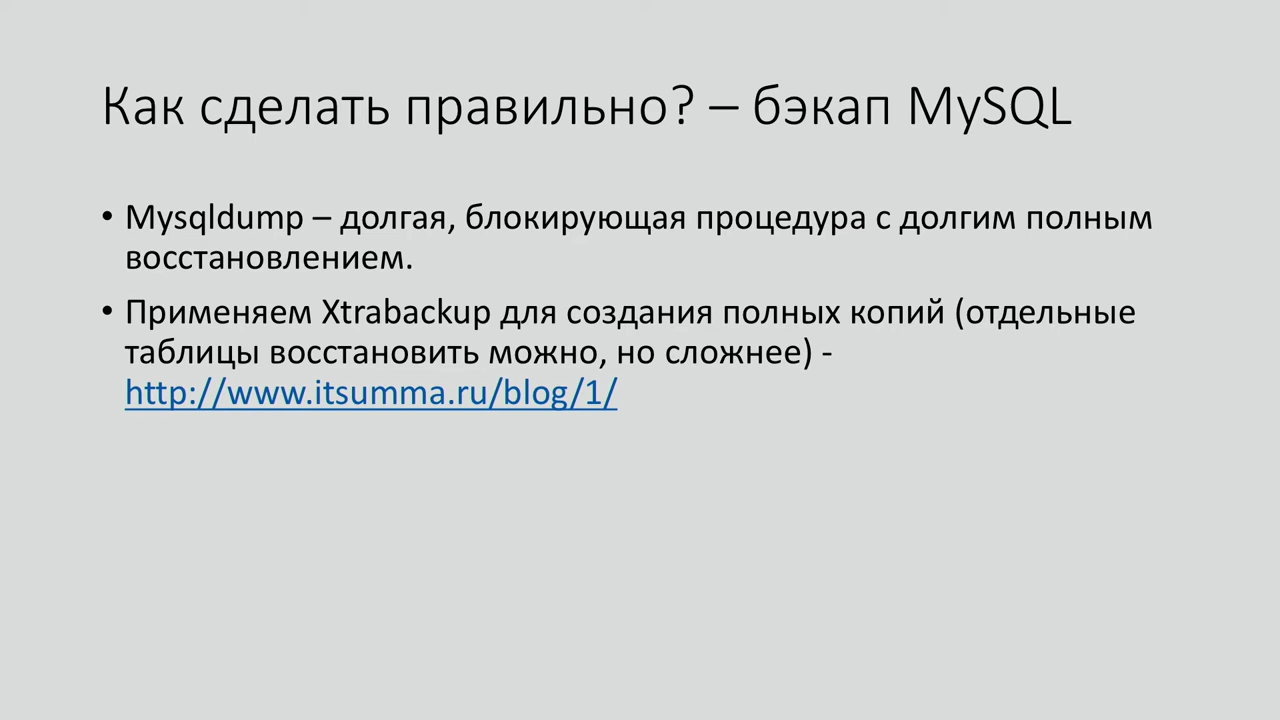 Как сделать правильно? – бэкап MySQL
• Mysqldump – долгая, блокирующая процедура с долгим полным
восстановлением.
• Применяем Xtrabackup для создания полных копий (отдельные
таблицы восстановить можно, но сложнее) -
http://www.itsumma.ru/blog/1/